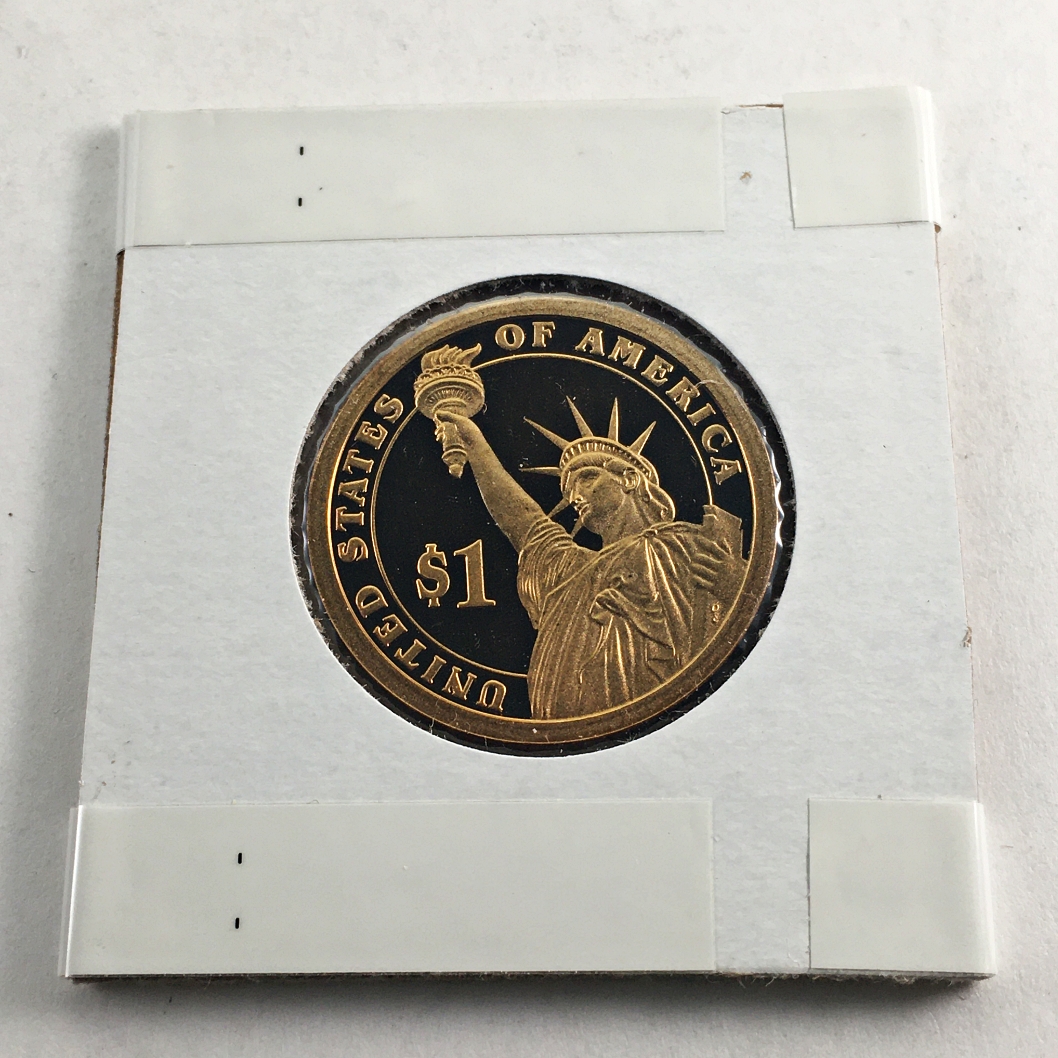 UNITED STATES OF AMERICA
$1